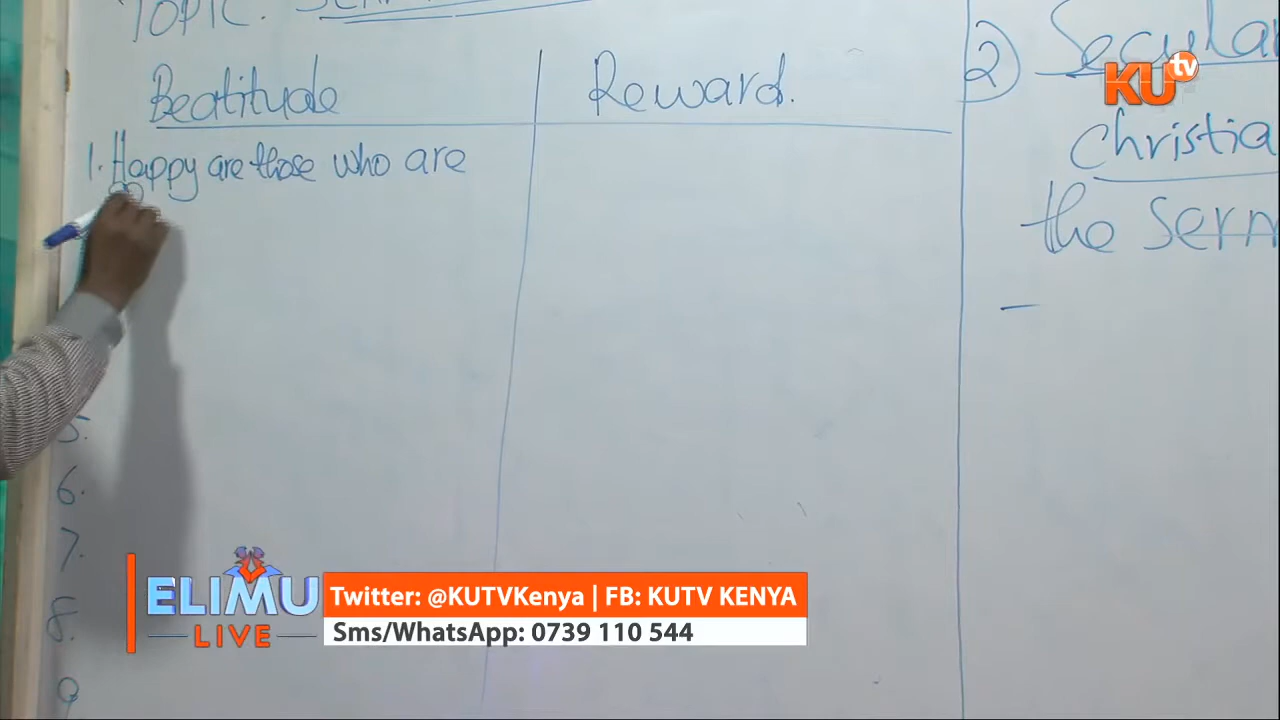 TOPIC:
Beatitude
Reward.
1. Happy are those who are
5.
6.
7.
8.
9
2) Secular
Christia
the Serm
KU tv
ELIMU
LIVE
Twitter: @KUTVKenya | FB: KUTV KENYA
Sms/WhatsApp: 0739 110 544